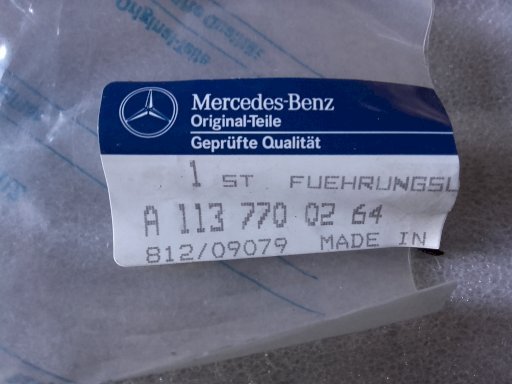 Mercedes-Benz
Original-Teile
Geprüfte Qualität
1 ST FUEHRUNGSL
A 113 770 02 64
812/09079 MADE IN